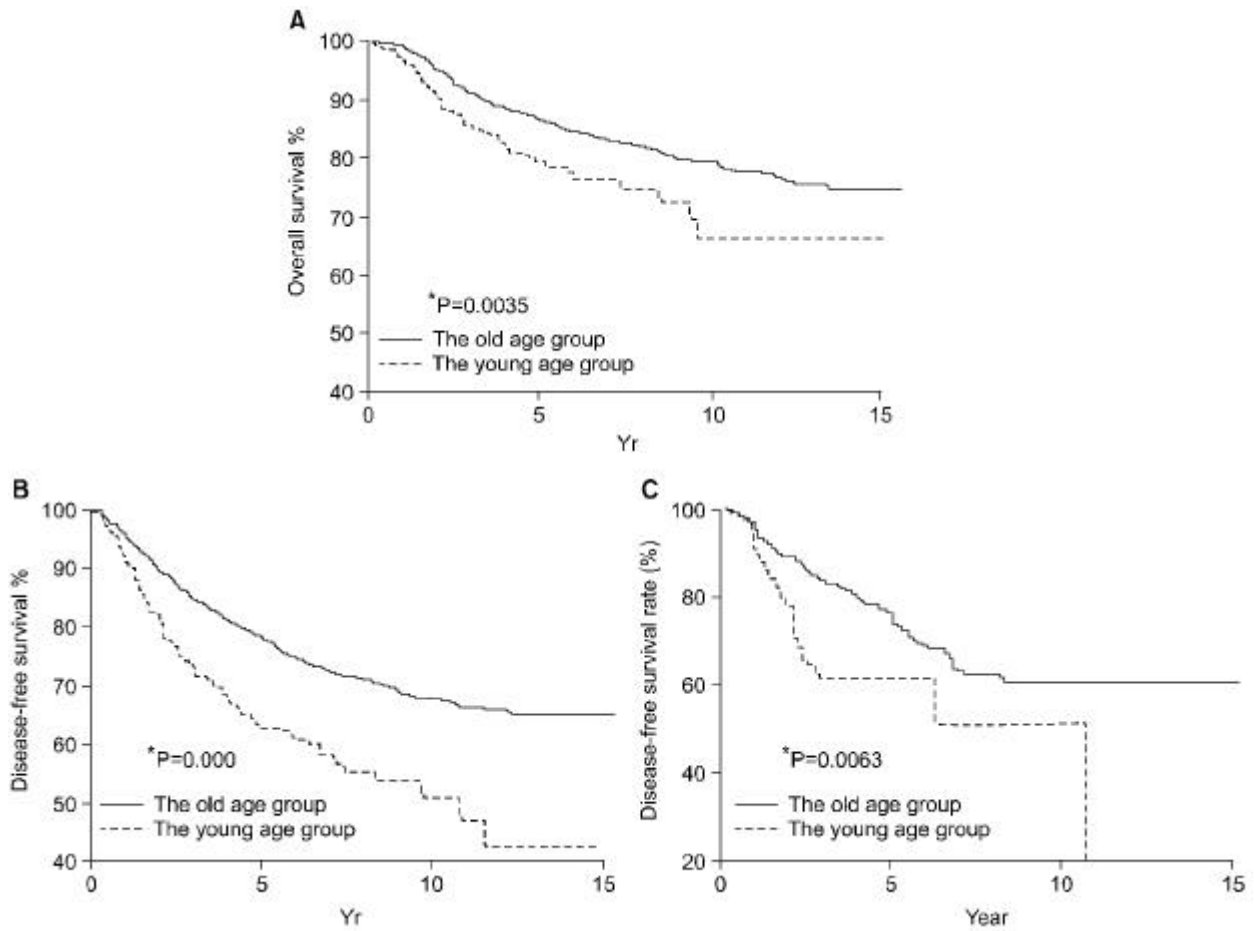 A
Overall survival %
100
90
80
70
60
50
40
*P=0.0035
The old age group
The young age group
0
5
10
15
Yr
B
Disease-free survival %
100
90
80
70
60
50
40
*P=0.000
The old age group
The young age group
0
5
10
15
Yr
C
Disease-free survival rate (%)
100
80
60
40
20
*P=0.0063
The old age group
The young age group
0
5
10
15
Year